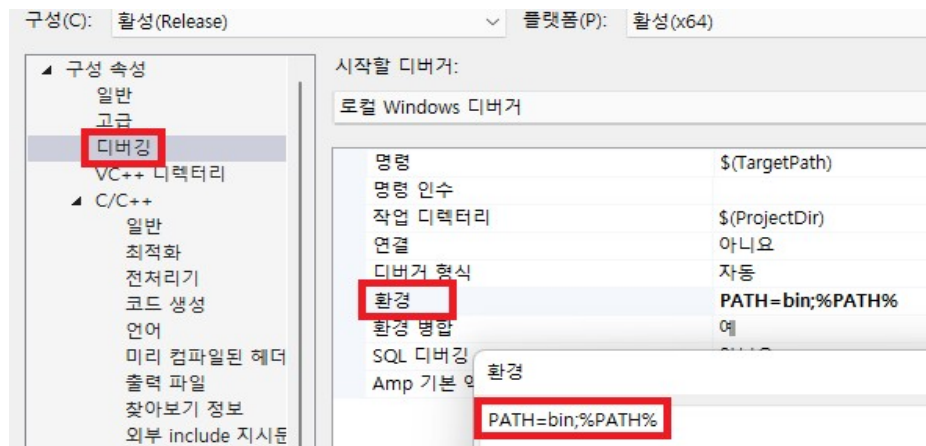 구성(C): 활성(Release) 플랫폼(P): 활성(x64)
구성 속성
일반
고급
디버깅
VC++ 디렉터리
C/C++
일반
최적화
전처리기
코드 생성
언어
미리 컴파일된 헤더
출력 파일
찾아보기 정보
외부 include 지시문
시작할 디버거:
로컬 Windows 디버거
명령 $(TargetPath)
명령 인수
작업 디렉터리 $(ProjectDir)
연결 아니요
디버거 형식 자동
환경 PATH=bin;%PATH%
환경 병합 예
SQL 디버깅
Amp 기본
환경
PATH=bin;%PATH%